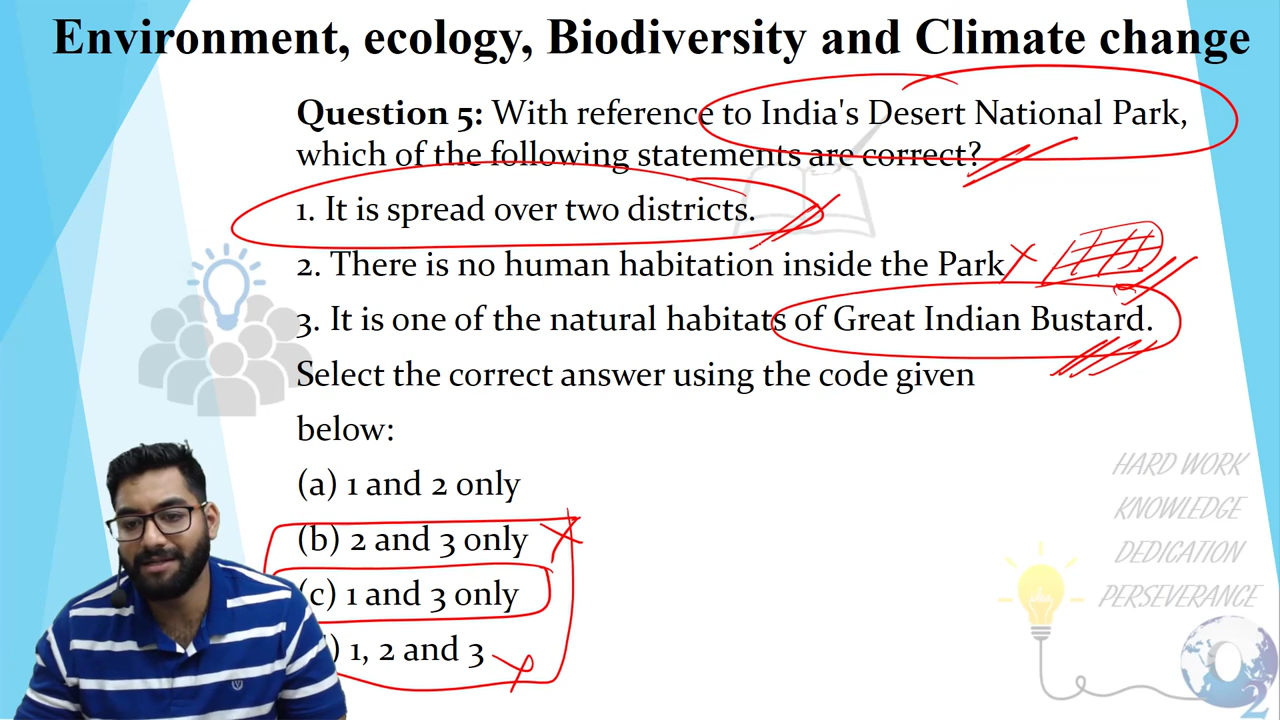 Environment, ecology, Biodiversity and Climate change
Question 5: With reference to India's Desert National Park,
which of the following statements are correct?
1. It is spread over two districts.
2. There is no human habitation inside the Park
3. It is one of the natural habitats of Great Indian Bustard.
Select the correct answer using the code given
below:
(a) 1 and 2 only
(b) 2 and 3 only
(c) 1 and 3 only
) 1, 2 and 3
HARD WORK
KNOWLEDGE
DEDICATION
PERSEVERANCE
idea
O2